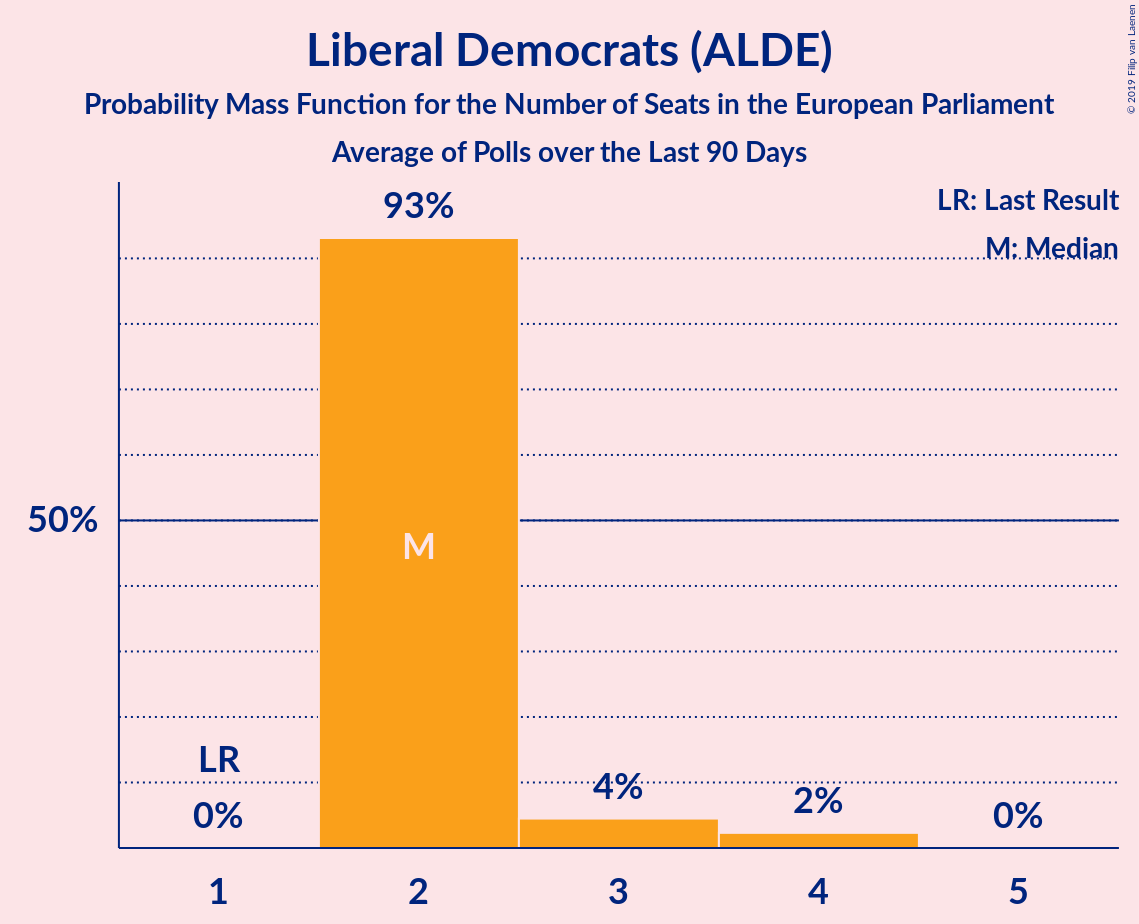 Liberal Democrats (ALDE)
Probability Mass Function for the Number of Seats in the European Parliament
Average of Polls over the Last 90 Days
© 2019 Filip van Laenen
LR: Last Result
M: Median
93%
50%
M
LR
0%
4%
2%
0%
1 2 3 4 5